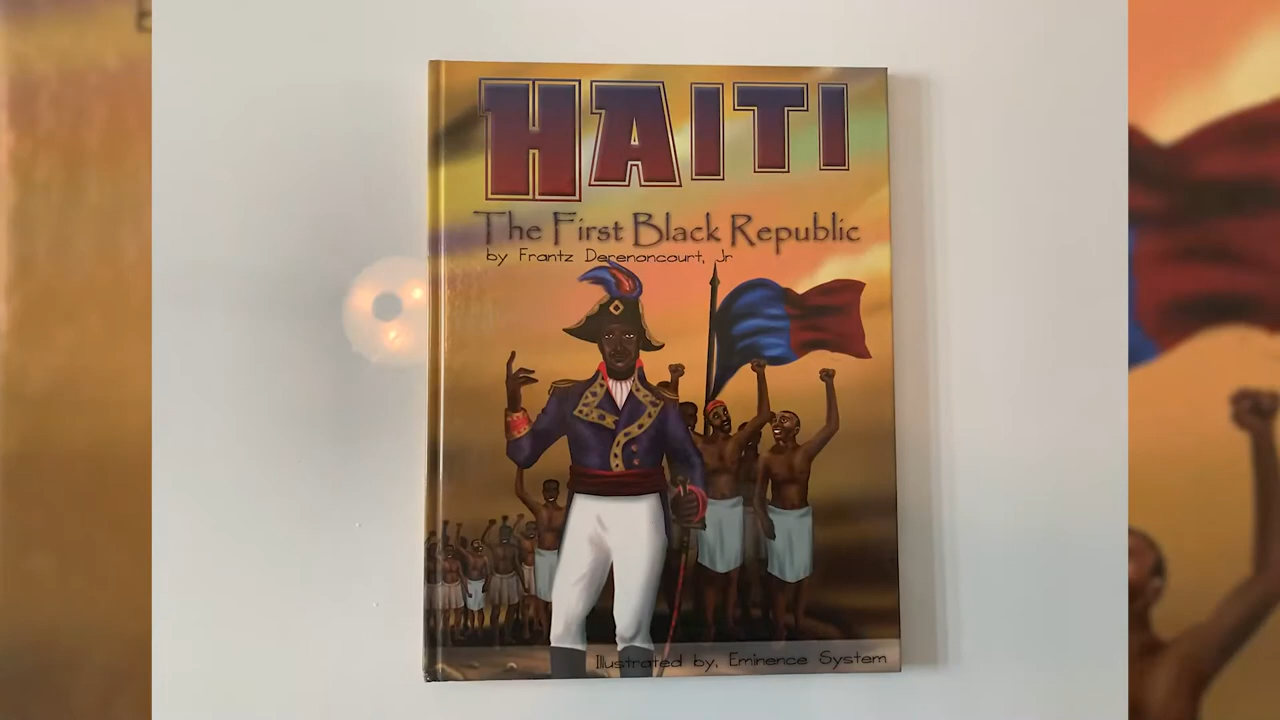 HAITI
The First Black Republic
by Frantz Derenoncourt, Jr
Illustrated by, Eminence System